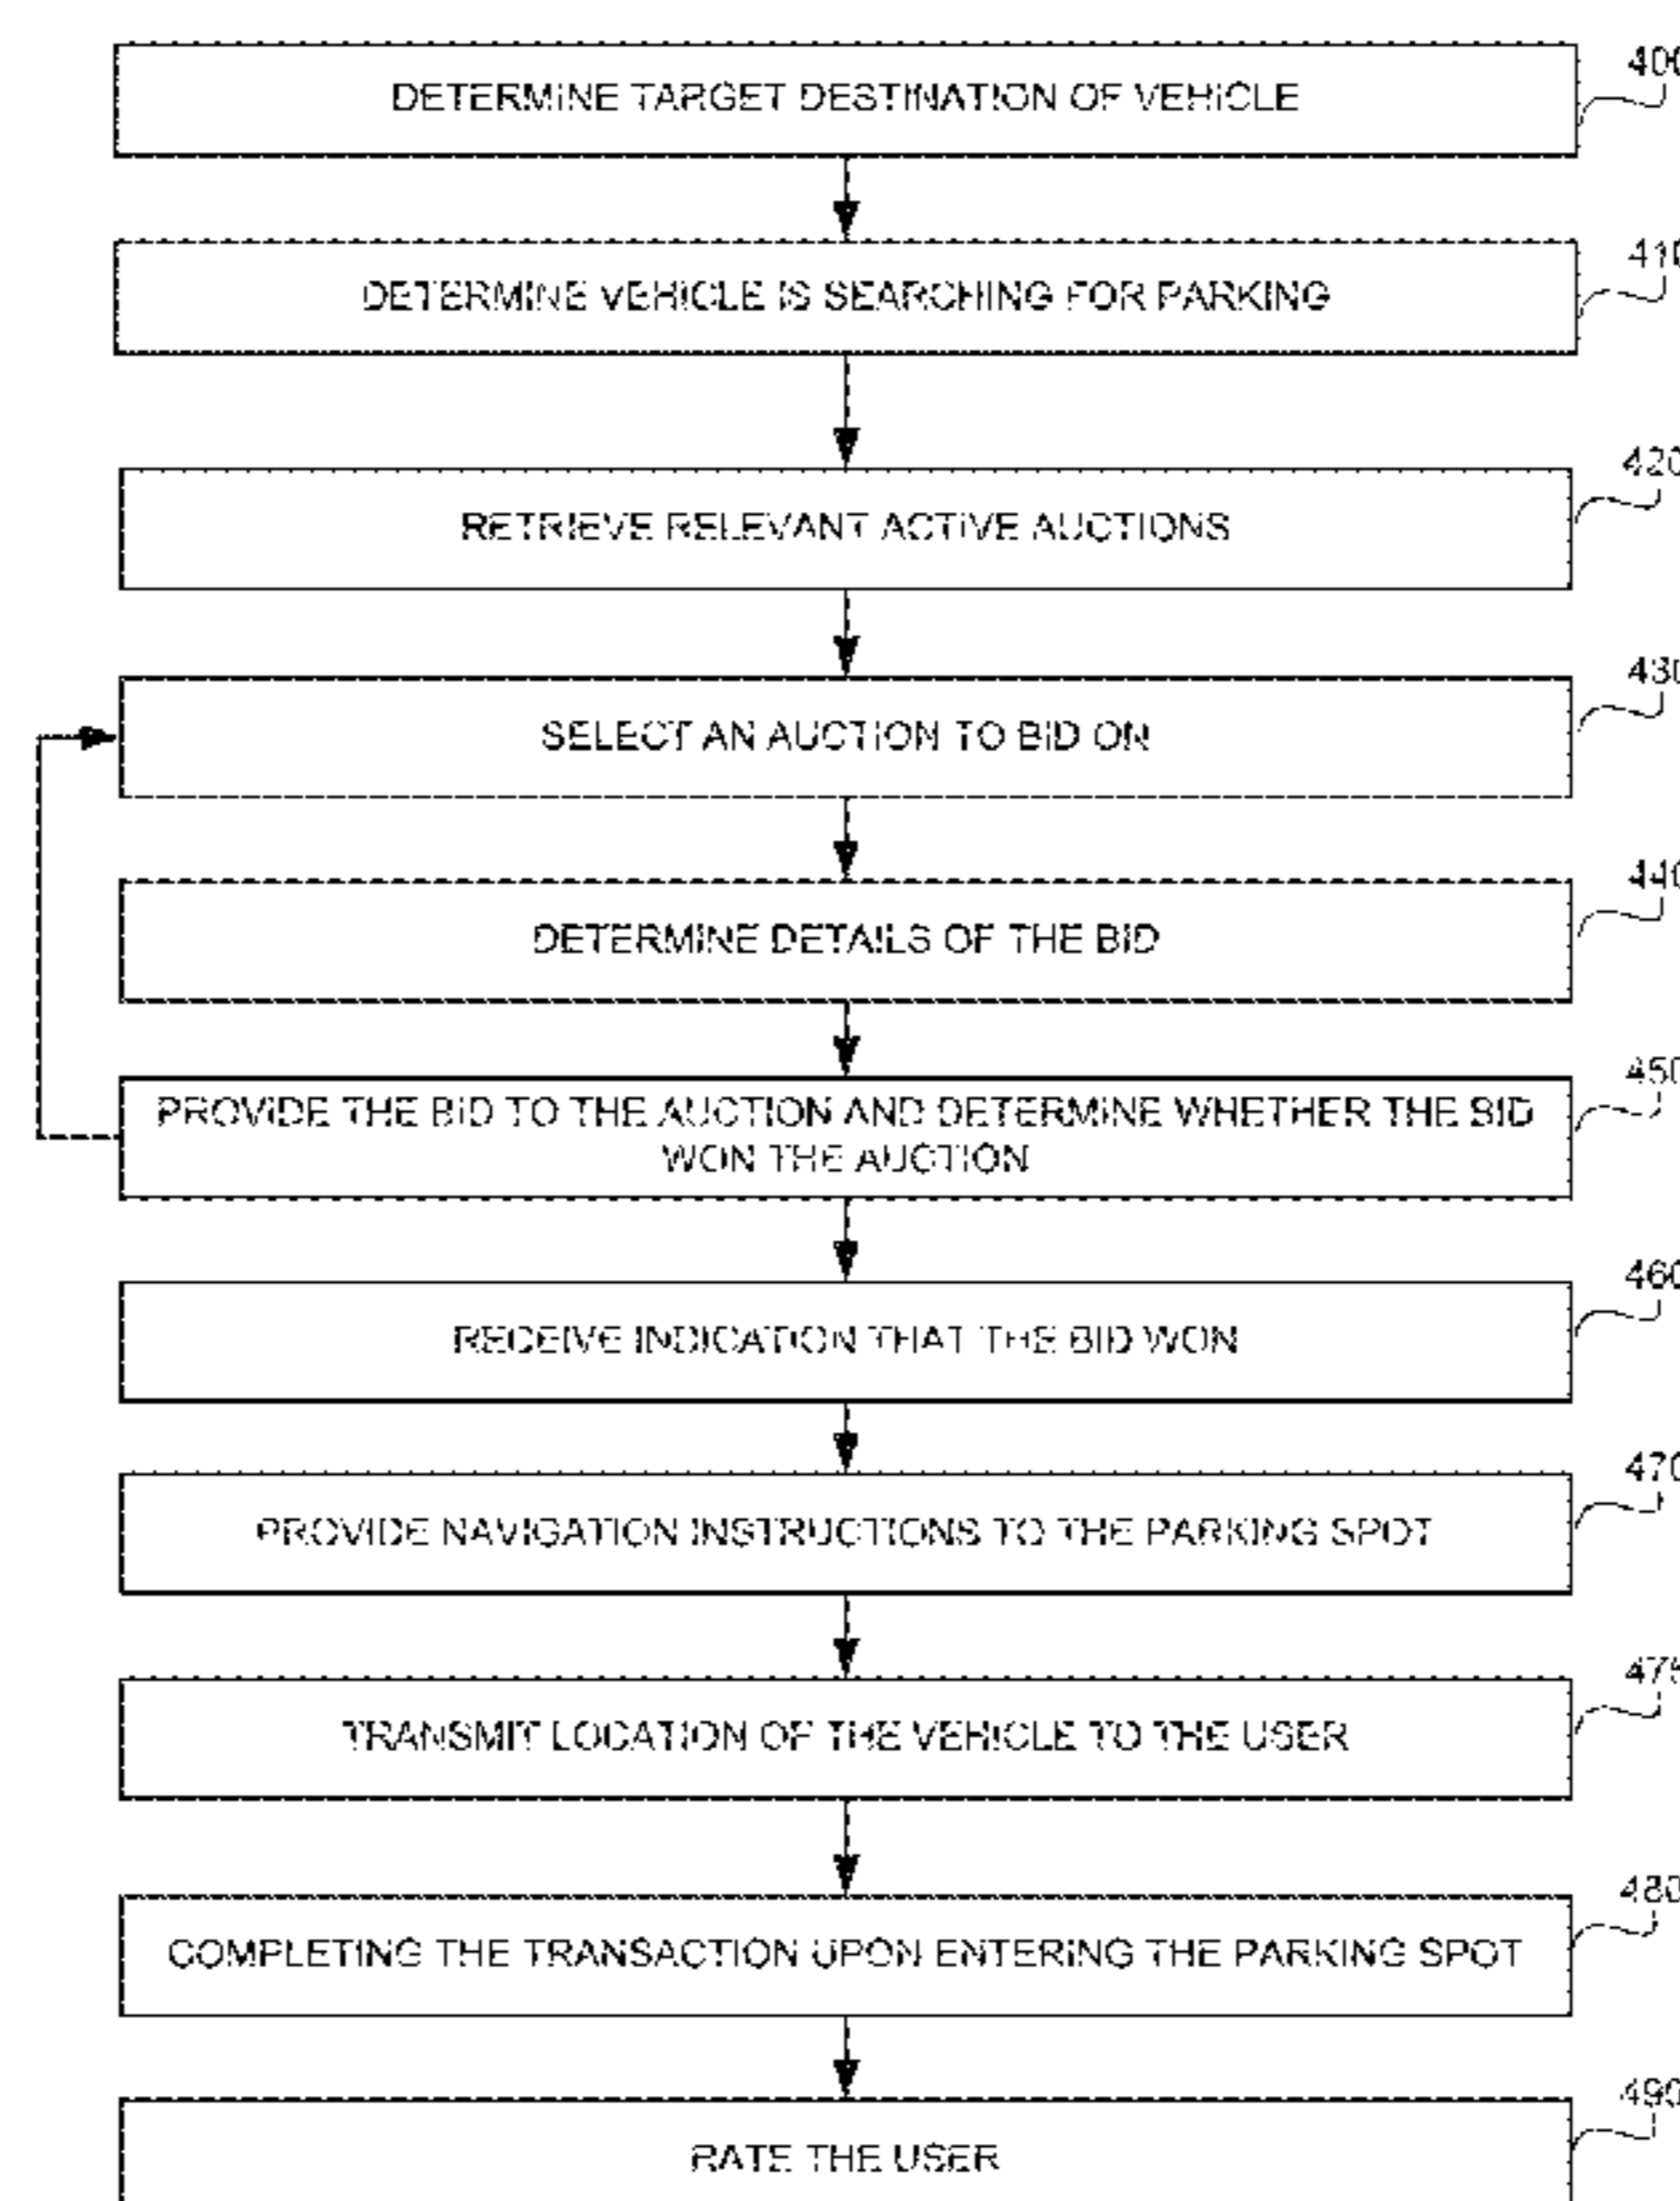 DETERMINE TARGET DESTINATION OF VEHICLE
400
DETERMINE VEHICLE IS SEARCHING FOR PARKING
410
RETRIEVE RELEVANT ACTIVE AUCTIONS
420
SELECT AN AUCTION TO BID ON
430
DETERMINE DETAILS OF THE BID
440
PROVIDE THE BID TO THE AUCTION AND DETERMINE WHETHER THE BID
WON THE AUCTION
450
RECEIVE INDICATION THAT THE BID WON
460
PROVIDE NAVIGATION INSTRUCTIONS TO THE PARKING SPOT
470
TRANSMIT LOCATION OF THE VEHICLE TO THE USER
475
COMPLETING THE TRANSACTION UPON ENTERING THE PARKING SPOT
480
RATE THE USER
490